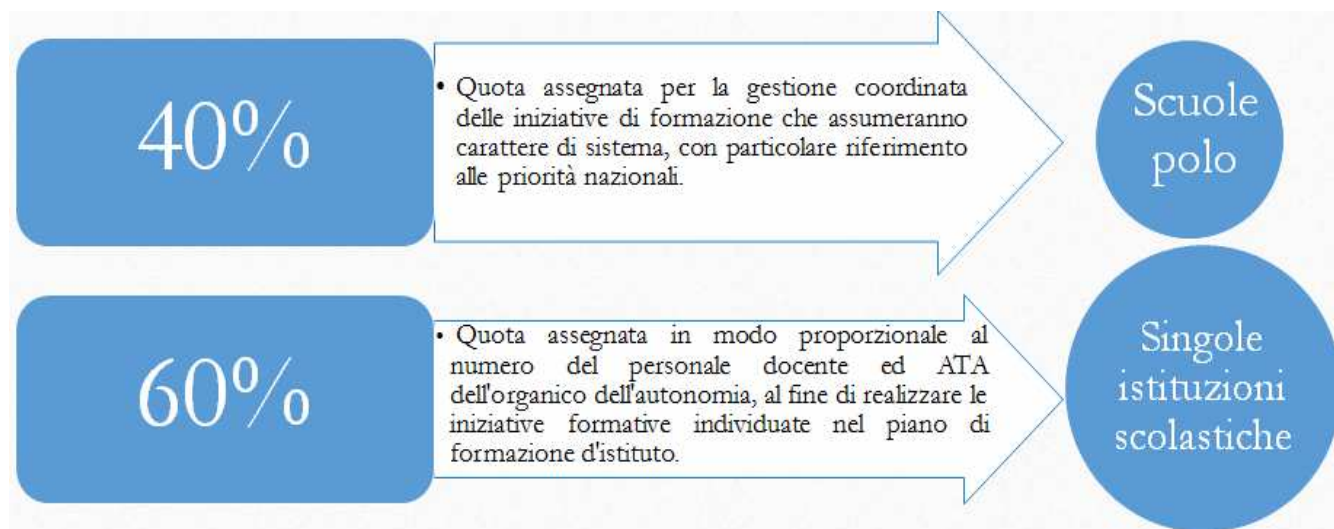 40%
• Quota assegnata per la gestione coordinata
delle iniziative di formazione che assumeranno
carattere di sistema, con particolare riferimento
alle priorità nazionali.
Scuole
polo
60%
• Quota assegnata in modo proporzionale al
numero del personale docente ed ATA
dell'organico dell'autonomia, al fine di realizzare le
iniziative formative individuate nel piano di
formazione d'istituto.
Singole
istituzioni
scolastiche